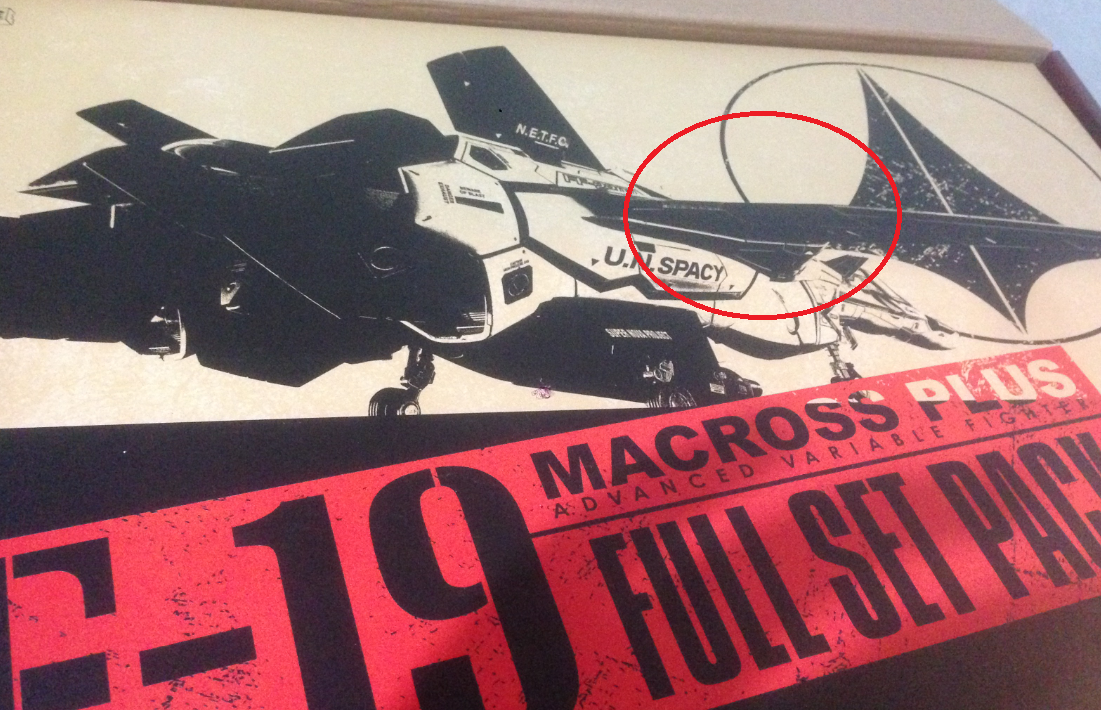 N.E.T.F.C.
U.N. SPACY
SUPER NOVA PROJECT
MACROSS PLUS
ADVANCED VARIABLE FIGHTER
F-19
FULL SET PACK